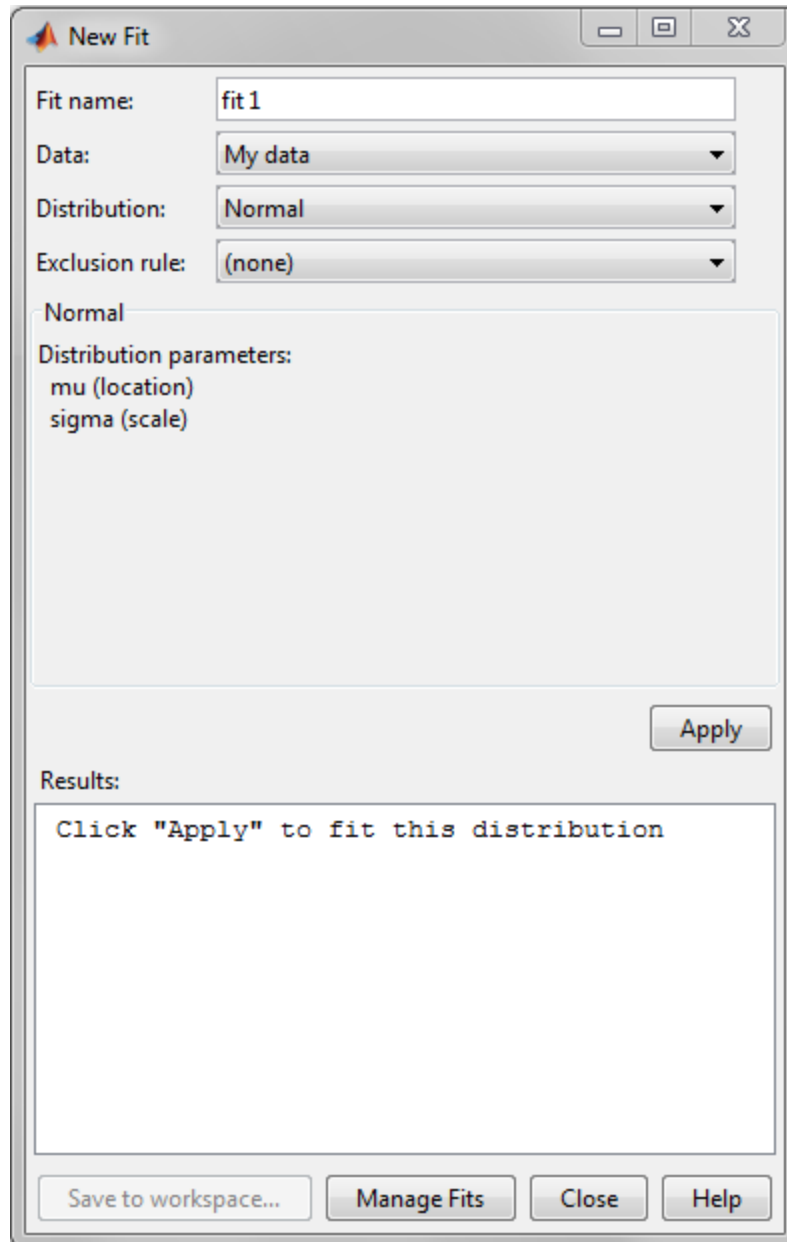 New Fit
Fit name: fit 1
Data: My data
Distribution: Normal
Exclusion rule: (none)
Normal
Distribution parameters:
mu (location)
sigma (scale)
Apply
Results:
Click "Apply" to fit this distribution
Save to workspace... Manage Fits Close Help